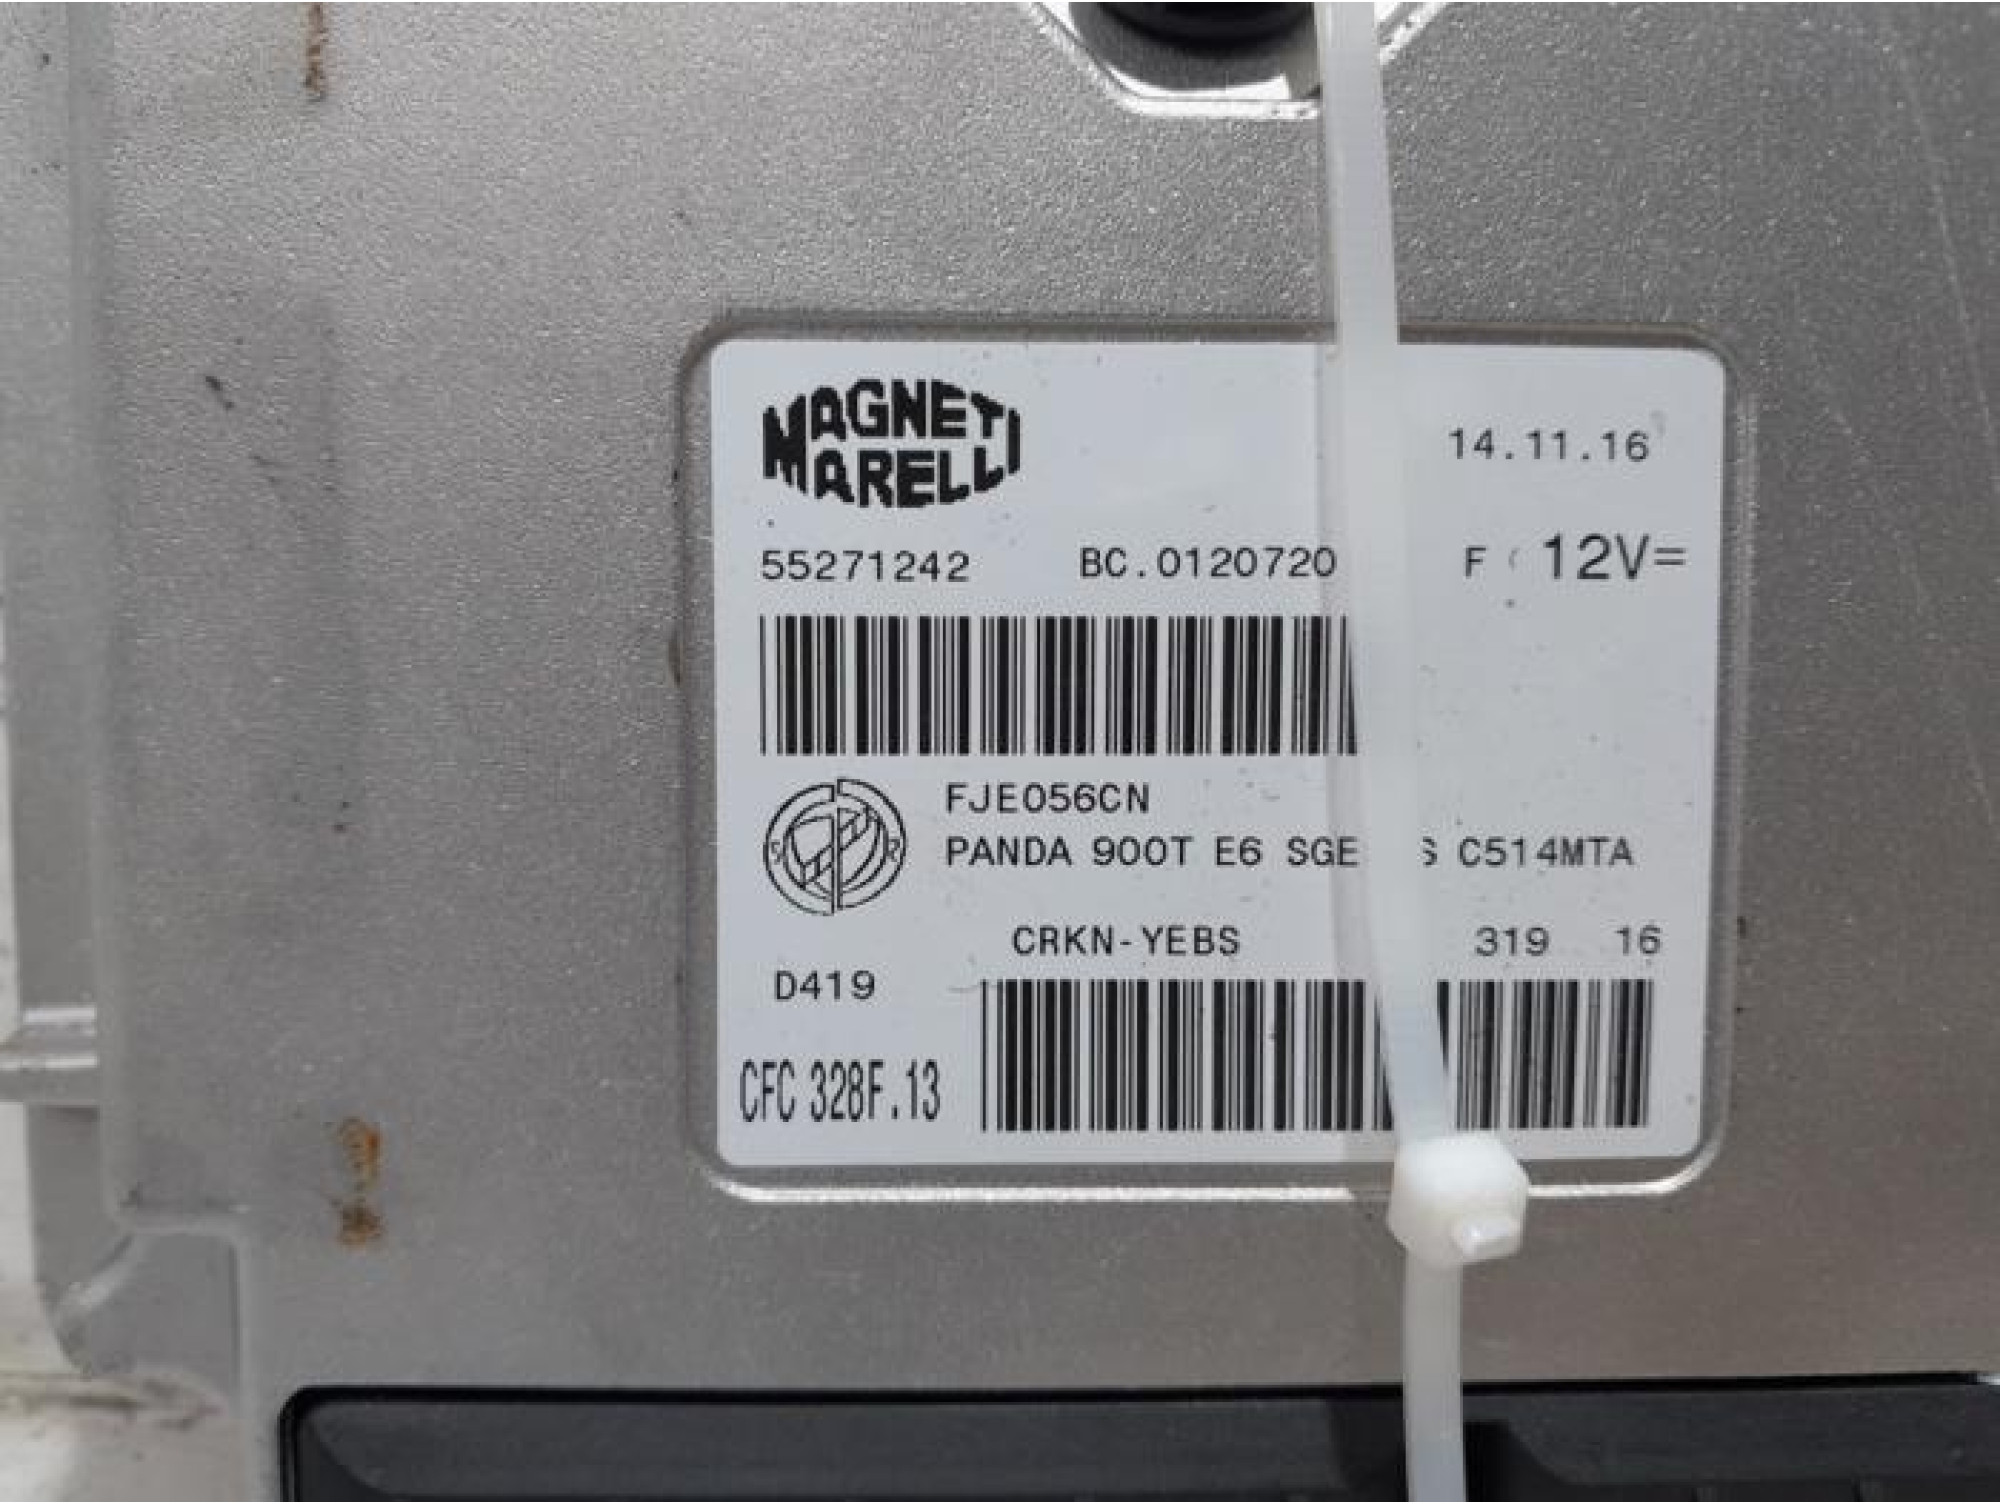 MAGNETI
MARELLI
14.11.16
55271242 BC.0120720 F 12V=
FJE056CN
PANDA 900T E6 SGE S C514MTA
CRKN-YEBS 319 16
D419
CFC 328F.13